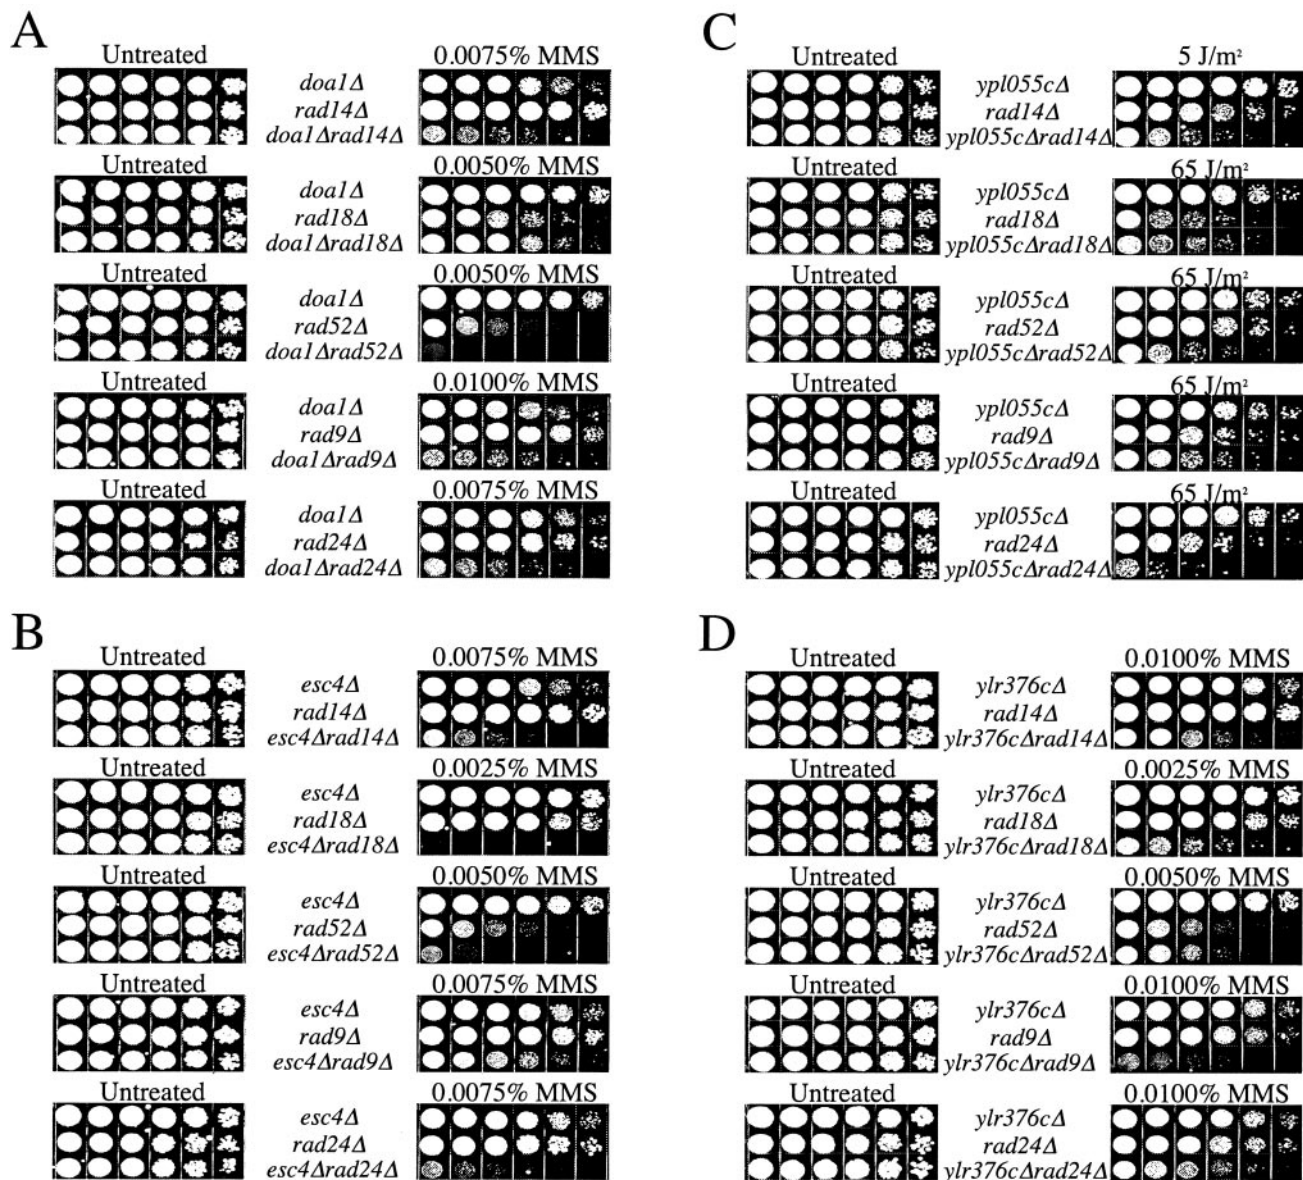 A
Untreated 0.0075% MMS
doa1Δ
rad14Δ
doa1Δrad14Δ
Untreated 0.0050% MMS
doa1Δ
rad18Δ
doa1Δrad18Δ
Untreated 0.0050% MMS
doa1Δ
rad52Δ
doa1Δrad52Δ
Untreated 0.0100% MMS
doa1Δ
rad9Δ
doa1Δrad9Δ
Untreated 0.0075% MMS
doa1Δ
rad24Δ
doa1Δrad24Δ
B
Untreated 0.0075% MMS
esc4Δ
rad14Δ
esc4Δrad14Δ
Untreated 0.0025% MMS
esc4Δ
rad18Δ
esc4Δrad18Δ
Untreated 0.0050% MMS
esc4Δ
rad52Δ
esc4Δrad52Δ
Untreated 0.0075% MMS
esc4Δ
rad9Δ
esc4Δrad9Δ
Untreated 0.0075% MMS
esc4Δ
rad24Δ
esc4Δrad24Δ
C
Untreated 5 J/m²
ypl055cΔ
rad14Δ
ypl055cΔrad14Δ
Untreated 65 J/m²
ypl055cΔ
rad18Δ
ypl055cΔrad18Δ
Untreated 65 J/m²
ypl055cΔ
rad52Δ
ypl055cΔrad52Δ
Untreated 65 J/m²
ypl055cΔ
rad9Δ
ypl055cΔrad9Δ
Untreated 65 J/m²
ypl055cΔ
rad24Δ
ypl055cΔrad24Δ
D
Untreated 0.0100% MMS
ylr376cΔ
rad14Δ
ylr376cΔrad14Δ
Untreated 0.0025% MMS
ylr376cΔ
rad18Δ
ylr376cΔrad18Δ
Untreated 0.0050% MMS
ylr376cΔ
rad52Δ
ylr376cΔrad52Δ
Untreated 0.0100% MMS
ylr376cΔ
rad9Δ
ylr376cΔrad9Δ
Untreated 0.0100% MMS
ylr376cΔ
rad24Δ
ylr376cΔrad24Δ